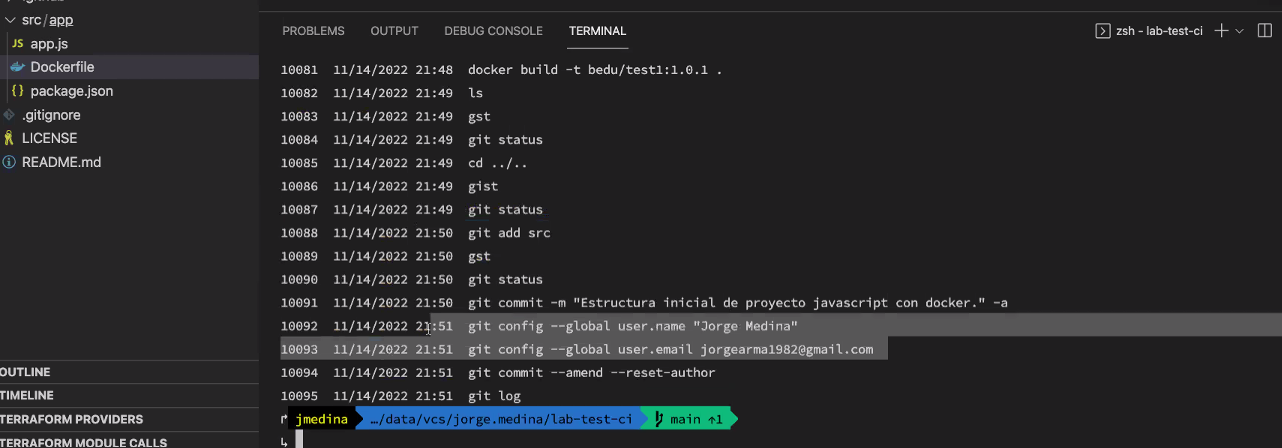 src/app
JS app.js
Dockerfile
{} package.json
.gitignore
LICENSE
README.md
OUTLINE
TIMELINE
TERRAFORM PROVIDERS
TERRAFORM MODULE CALLS
PROBLEMS OUTPUT DEBUG CONSOLE TERMINAL zsh - lab-test-ci
10081 11/14/2022 21:48 docker build -t bedu/test1:1.0.1 .
10082 11/14/2022 21:49 ls
10083 11/14/2022 21:49 gst
10084 11/14/2022 21:49 git status
10085 11/14/2022 21:49 cd ../..
10086 11/14/2022 21:49 gist
10087 11/14/2022 21:49 git status
10088 11/14/2022 21:50 git add src
10089 11/14/2022 21:50 gst
10090 11/14/2022 21:50 git status
10091 11/14/2022 21:50 git commit -m "Estructura inicial de proyecto javascript con docker." -a
10092 11/14/2022 21:51 git config --global user.name "Jorge Medina"
10093 11/14/2022 21:51 git config --global user.email jorgearma1982@gmail.com
10094 11/14/2022 21:51 git commit --amend --reset-author
10095 11/14/2022 21:51 git log
jmedina …/data/vcs/jorge.medina/lab-test-ci main ↑1